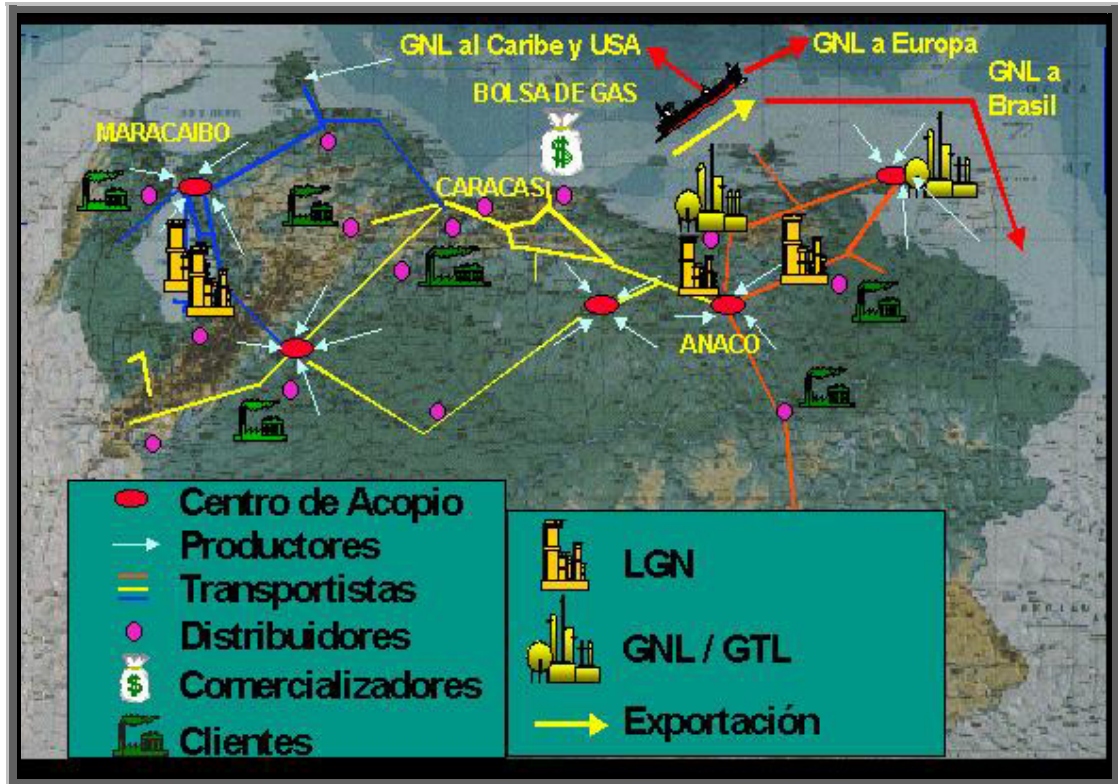 GNL al Caribe y USA
GNL a Europa
GNL a
Brasil
BOLSA DE GAS
MARACAIBO
$
CARACAS
ANACO
Centro de Acopio
Productores
Transportistas
Distribuidores
$
Comercializadores
Clientes
LGN
GNL / GTL
Exportación